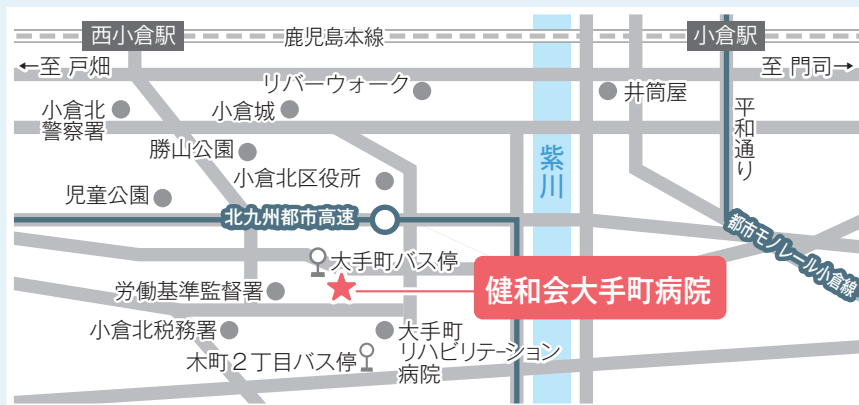 西小倉駅
鹿児島本線
小倉駅
←至 戸畑
至 門司→
リバーウォーク
井筒屋
小倉北
警察署
小倉城
平和通り
勝山公園
紫川
小倉北区役所
児童公園
北九州都市高速
都市モノレール小倉線
大手町バス停
労働基準監督署
健和会大手町病院
小倉北税務署
大手町
リハビリテーション
病院
木町2丁目バス停